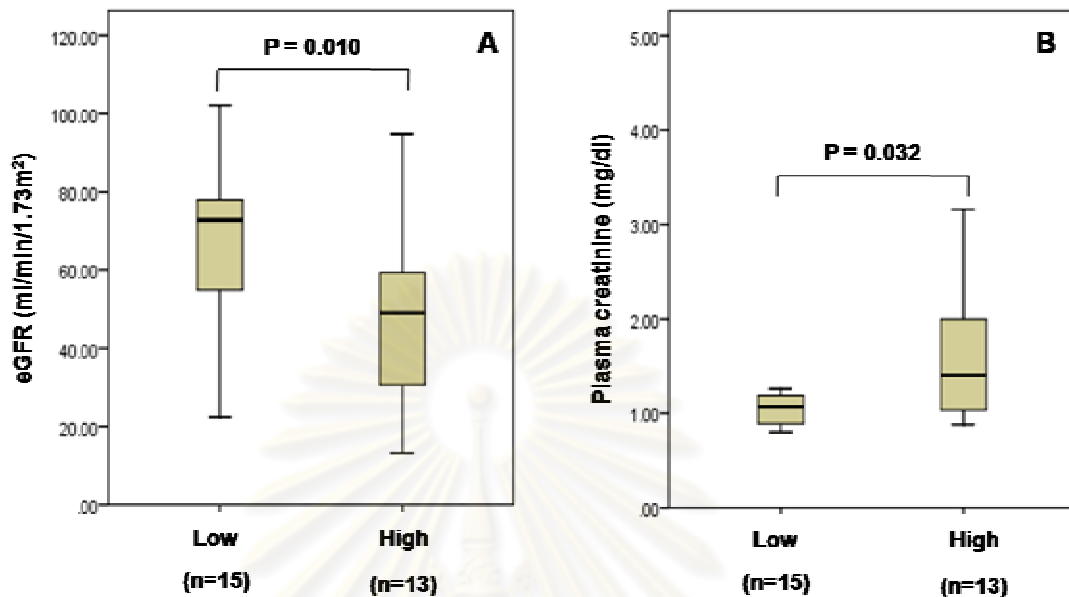 A
P = 0.010
120.00
100.00
80.00
60.00
40.00
20.00
.00
eGFR (ml/min/1.73m²)
Low
High
(n=15)
(n=13)
B
P = 0.032
5.00
4.00
3.00
2.00
1.00
.00
Plasma creatinine (mg/dl)
Low
High
(n=15)
(n=13)